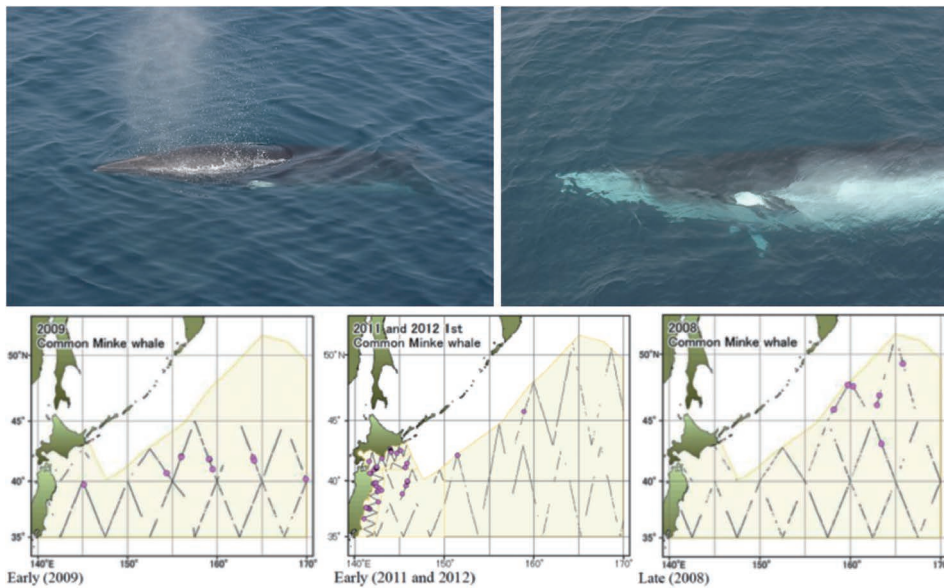 2009
Common Minke whale
50°N
45°
40°
35°
140°E
150°
160°
170°
Early (2009)
2011 and 2012 1st
Common Minke whale
50°N
45°
40°
35°
140°E
150°
160°
170°
Early (2011 and 2012)
2008
Common Minke whale
50°N
45°
40°
35°
140°E
150°
160°
170°
Late (2008)